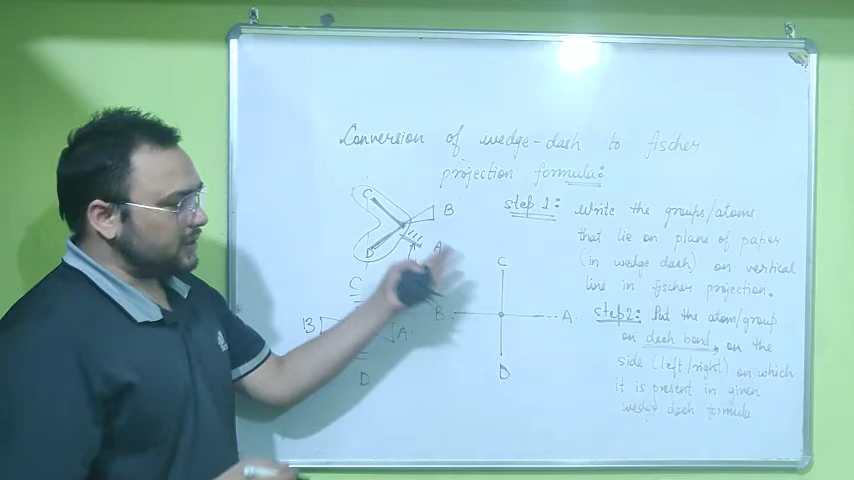 Conversion of wedge-dash to fischer
projection formula:
C
B
A
D
step 1: Write the groups/atoms
that lie on plane of paper
(in wedge dash) on vertical
line in fischer projection.
C
B
A
D
C
B
A
D
step 2: Put the atom/group
on dash bond, on the
side (left/right) on which
it is present in given
wedge dash formula